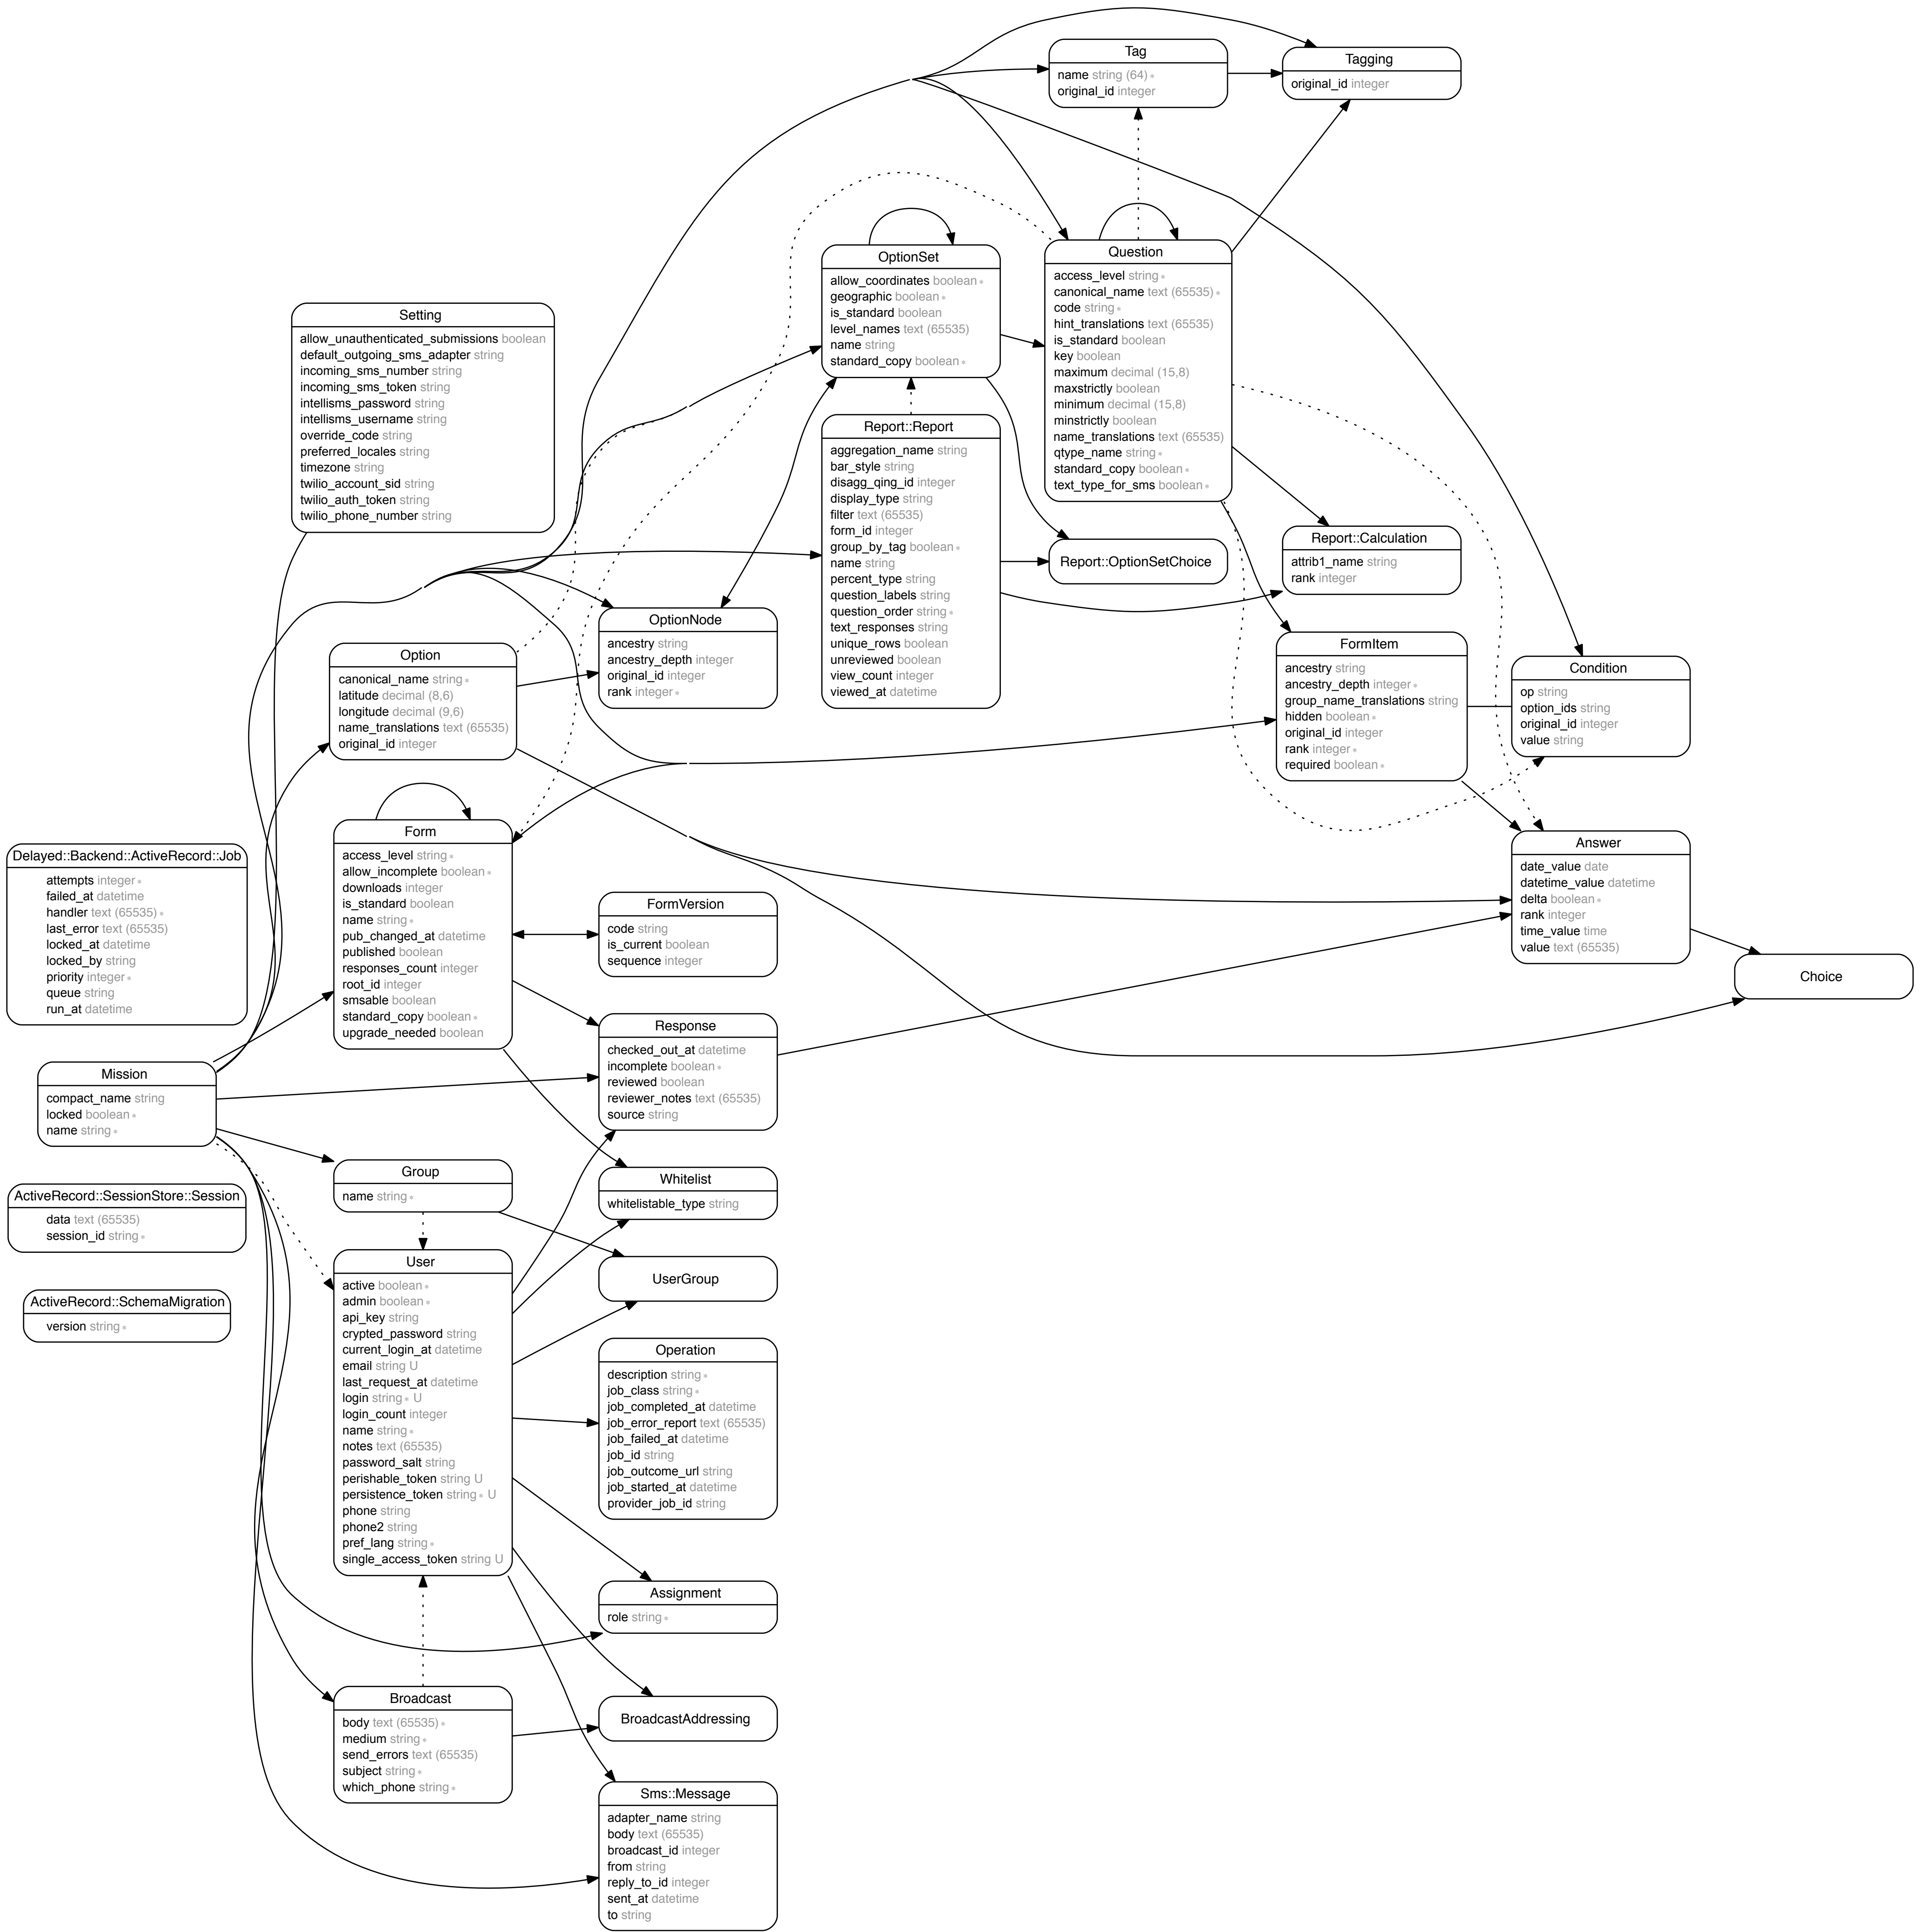 Tag
name string (64) *
original_id integer
Tagging
original_id integer
OptionSet
allow_coordinates boolean *
geographic boolean *
is_standard boolean
level_names text (65535)
name string
standard_copy boolean *
Question
access_level string *
canonical_name text (65535) *
code string *
hint_translations text (65535)
is_standard boolean
key boolean
maximum decimal (15,8)
maxstrictly boolean
minimum decimal (15,8)
minstrictly boolean
name_translations text (65535)
qtype_name string *
standard_copy boolean *
text_type_for_sms boolean *
Setting
allow_unauthenticated_submissions boolean
default_outgoing_sms_adapter string
incoming_sms_number string
incoming_sms_token string
intellisms_password string
intellisms_username string
override_code string
preferred_locales string
timezone string
twilio_account_sid string
twilio_auth_token string
twilio_phone_number string
Report::Report
aggregation_name string
bar_style string
disagg_qing_id integer
display_type string
filter text (65535)
form_id integer
group_by_tag boolean *
name string
percent_type string
question_labels string
question_order string *
text_responses string
unique_rows boolean
unreviewed boolean
view_count integer
viewed_at datetime
Report::OptionSetChoice
Report::Calculation
attrib1_name string
rank integer
OptionNode
ancestry string
ancestry_depth integer
original_id integer
rank integer *
Option
canonical_name string *
latitude decimal (8,6)
longitude decimal (9,6)
name_translations text (65535)
original_id integer
FormItem
ancestry string
ancestry_depth integer *
group_name_translations string
hidden boolean *
original_id integer
rank integer *
required boolean *
Condition
op string
option_ids string
original_id integer
value string
Form
access_level string *
allow_incomplete boolean *
downloads integer
is_standard boolean
name string *
pub_changed_at datetime
published boolean
responses_count integer
root_id integer
smsable boolean
standard_copy boolean *
upgrade_needed boolean
Delayed::Backend::ActiveRecord::Job
attempts integer *
failed_at datetime
handler text (65535) *
last_error text (65535)
locked_at datetime
locked_by string
priority integer *
queue string
run_at datetime
FormVersion
code string
is_current boolean
sequence integer
Answer
date_value date
datetime_value datetime
delta boolean *
rank integer
time_value time
value text (65535)
Choice
Response
checked_out_at datetime
incomplete boolean *
reviewed boolean
reviewer_notes text (65535)
source string
Mission
compact_name string
locked boolean *
name string *
Group
name string *
Whitelist
whitelistable_type string
ActiveRecord::SessionStore::Session
data text (65535)
session_id string *
User
active boolean *
admin boolean *
api_key string
crypted_password string
current_login_at datetime
email string U
last_request_at datetime
login string * U
login_count integer
name string *
notes text (65535)
password_salt string
perishable_token string U
persistence_token string * U
phone string
phone2 string
pref_lang string *
single_access_token string U
UserGroup
ActiveRecord::SchemaMigration
version string *
Operation
description string *
job_class string *
job_completed_at datetime
job_error_report text (65535)
job_failed_at datetime
job_id string
job_outcome_url string
job_started_at datetime
provider_job_id string
Assignment
role string *
Broadcast
body text (65535) *
medium string *
send_errors text (65535)
subject string *
which_phone string *
BroadcastAddressing
Sms::Message
adapter_name string
body text (65535)
broadcast_id integer
from string
reply_to_id integer
sent_at datetime
to string